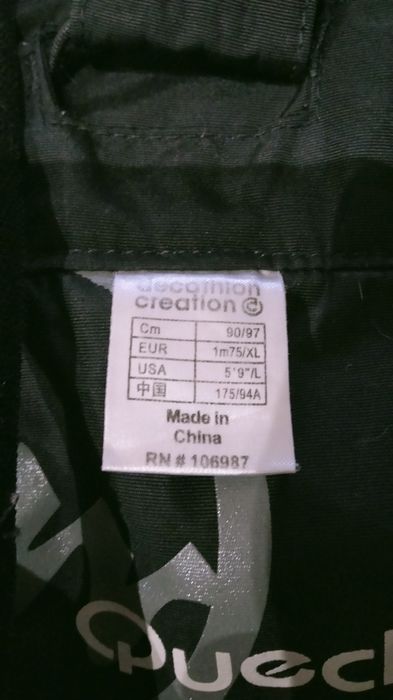 decathlon
creation ©
Cm 90/97
EUR 1m75/XL
USA 5'9"/L
中国 175/94A
Made in
China
RN # 106987
Quech